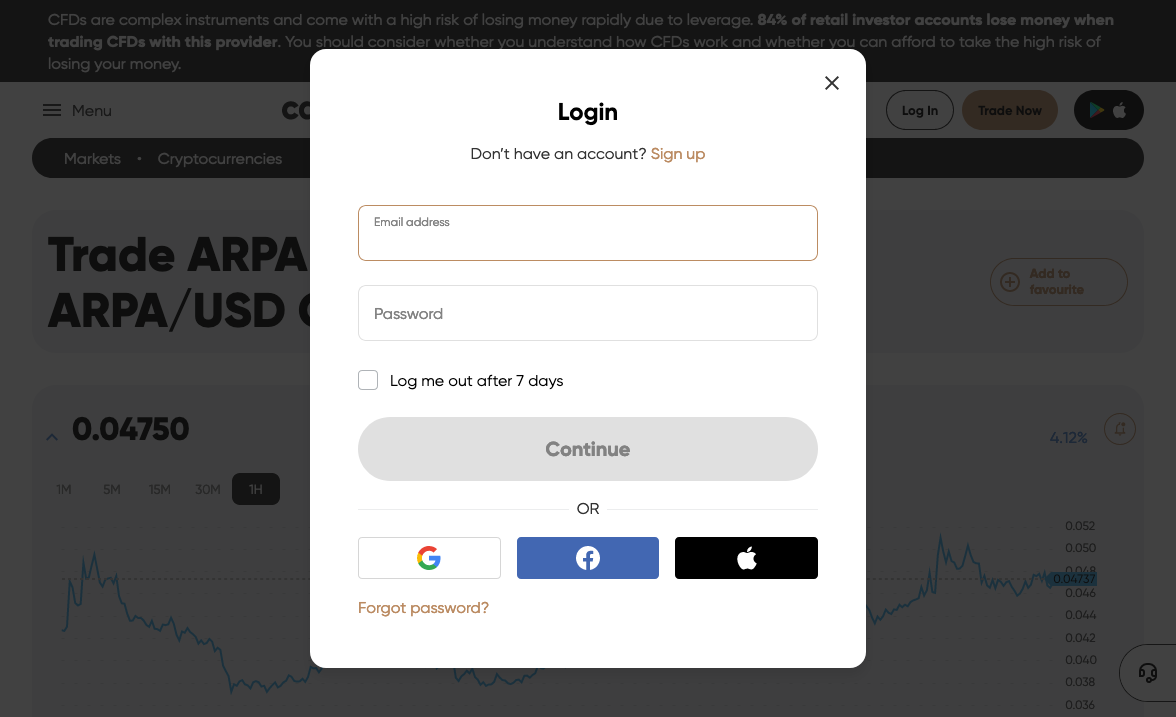 CFDs are complex instruments and come with a high risk of losing money rapidly due to leverage. 84% of retail investor accounts lose money when
trading CFDs with this provider. You should consider whether you understand how CFDs work and whether you can afford to take the high risk of
losing your money.
Menu
Log In
Trade Now
Markets • Cryptocurrencies
Trade ARPA
ARPA/USD
Add to
favourite
0.04750
4.12%
1M
5M
15M
30M
1H
0.052
0.050
0.048
0.04737
0.046
0.044
0.042
0.040
0.038
0.036
Login
Don't have an account? Sign up
Email address
Password
Log me out after 7 days
Continue
OR
Forgot password?